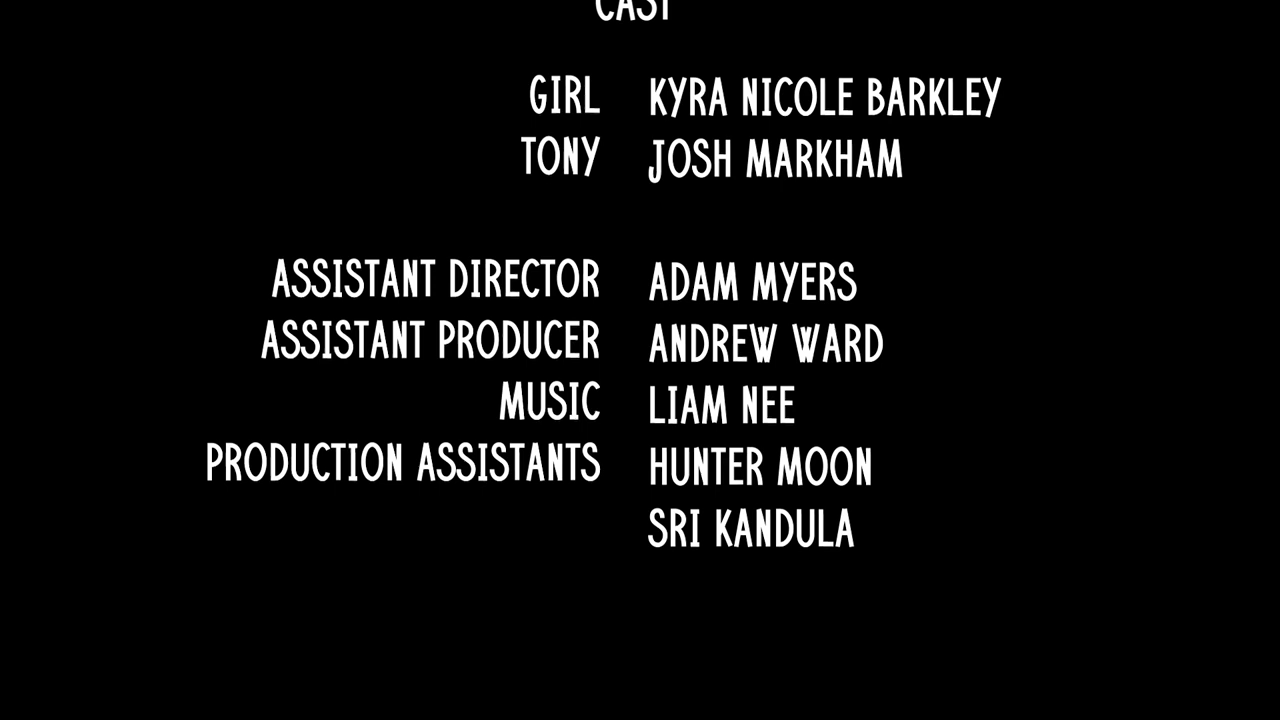 CAST
GIRL KYRA NICOLE BARKLEY
TONY JOSH MARKHAM
ASSISTANT DIRECTOR ADAM MYERS
ASSISTANT PRODUCER ANDREW WARD
MUSIC LIAM NEE
PRODUCTION ASSISTANTS HUNTER MOON
SRI KANDULA